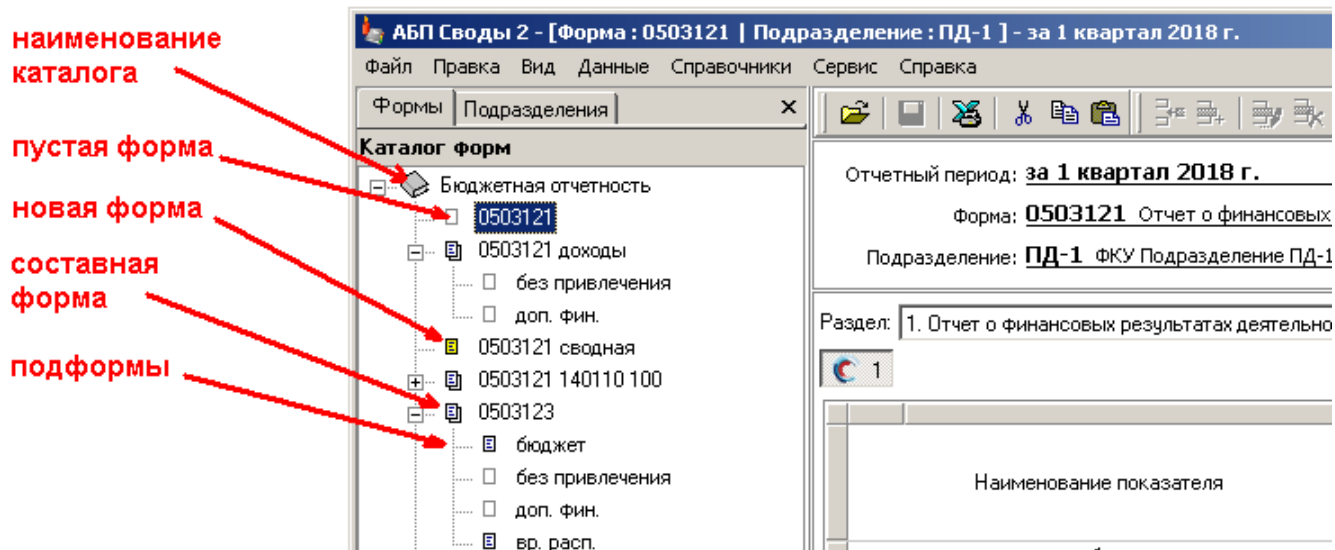 наименование
каталога
пустая форма
новая форма
составная
форма
подформы
АБП Своды 2 - [Форма : 0503121 | Подразделение : ПД-1 ] - за 1 квартал 2018 г.
Файл Правка Вид Данные Справочники Сервис Справка
Формы Подразделения
Каталог форм
Бюджетная отчетность
0503121
0503121 доходы
без привлечения
доп. фин.
0503121 сводная
0503121 140110 100
0503123
бюджет
без привлечения
доп. фин.
вр. расп.
Отчетный период: за 1 квартал 2018 г.
Форма: 0503121 Отчет о финансовых
Подразделение: ПД-1 ФКУ Подразделение ПД-1
Раздел: 1. Отчет о финансовых результатах деятельно
1
Наименование показателя